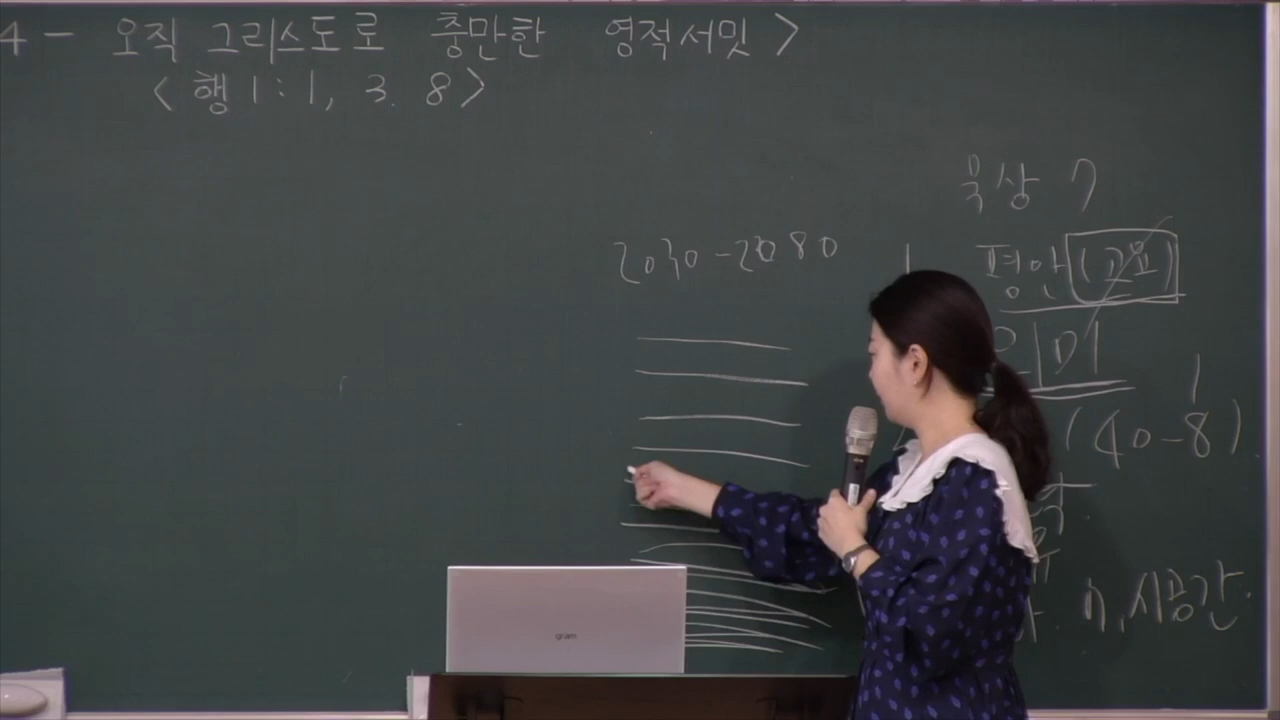 4 - 오직 그리스도로 충만한 영적서밋 >
< 행 1 : 1, 3. 8 >
묵상 7
2030 - 2080
1 평안 (고요)
1
(40-8)
n, 시공간.
gram